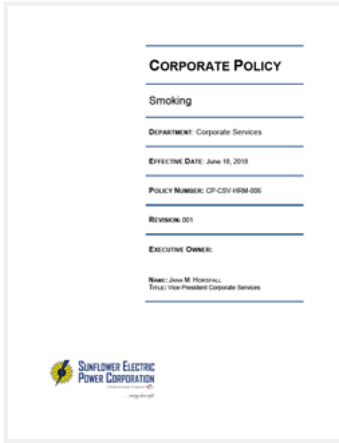 CORPORATE POLICY
Smoking
DEPARTMENT: Corporate Services
EFFECTIVE DATE: June 18, 2018
POLICY NUMBER: CP-CSV-HRM-006
REVISION: 001
EXECUTIVE OWNER:
NAME: JANA M. HORSFALL
TITLE: Vice-President Corporate Services
SUNFLOWER ELECTRIC
POWER CORPORATION